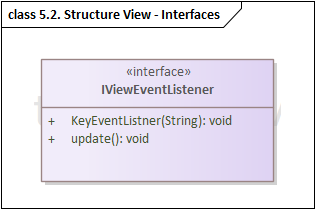 class 5.2. Structure View - Interfaces
«interface»
IViewEventListener
+ KeyEventListner(String): void
+ update(): void